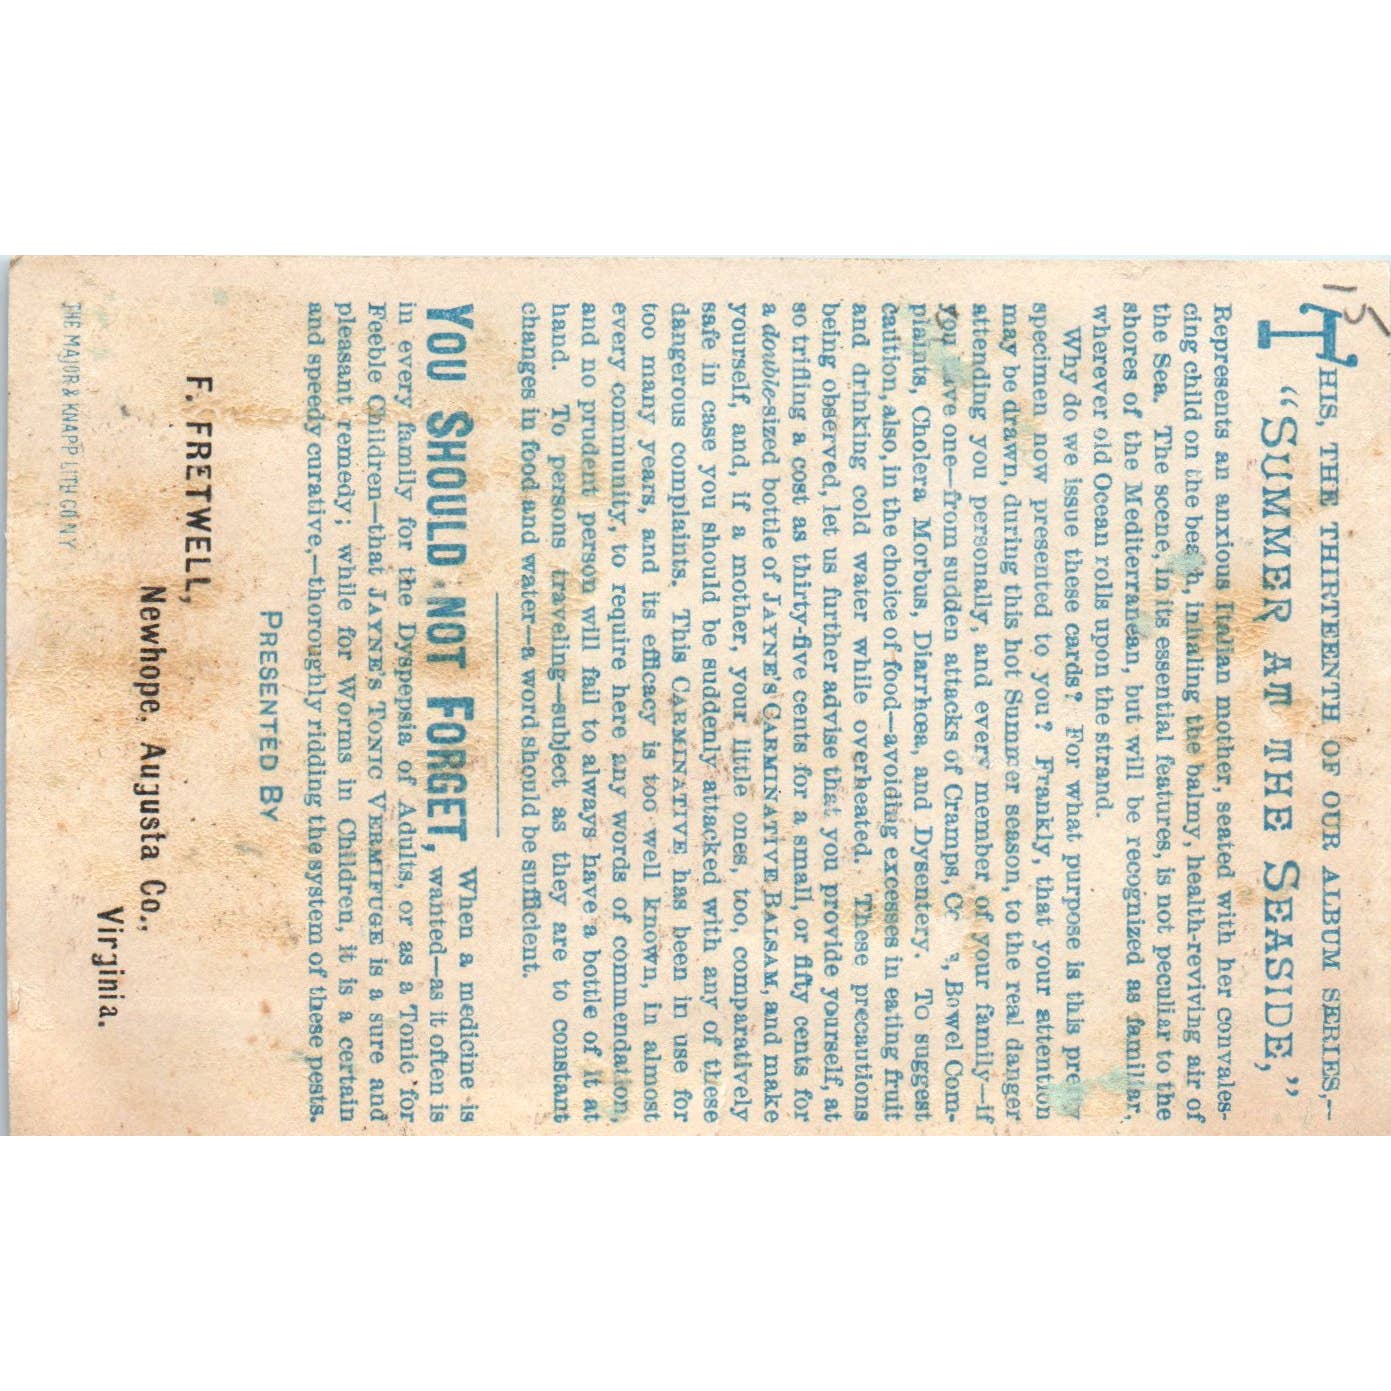 15
THIS, THE THIRTEENTH OF OUR ALBUM SERIES,—
"SUMMER AT THE SEASIDE,"
Represents an anxious Italian mother, seated with her convales-
cing child on the beach, inhaling the balmy, health-reviving air of
the Sea. The scene, in its essential features, is not peculiar to the
shores of the Mediterranean, but will be recognized as familiar,
wherever old Ocean rolls upon the strand.
Why do we issue these cards? For what purpose is this pre
specimen now presented to you? Frankly, that your attention
may be drawn, during this hot Summer season, to the real danger
attending you personally, and every member of your family—if
you have one—from sudden attacks of Cramps, Bowel Com-
plaints, Cholera Morbus, Diarrhœa, and Dysentery. To suggest
caution, also, in the choice of food—avoiding excesses in eating fruit
and drinking cold water while overheated. These precautions
being observed, let us further advise that you provide yourself, at
so trifling a cost as thirty-five cents for a small, or fifty cents for
a double-sized bottle of JAYNE'S CARMINATIVE BALSAM, and make
yourself, and, if a mother, your little ones, too, comparatively
safe in case you should be suddenly attacked with any of these
dangerous complaints. This CARMINATIVE has been in use for
too many years, and its efficacy is too well known, in almost
every community, to require here any words of commendation,
and no prudent person will fail to always have a bottle of it at
hand. To persons traveling—subject as they are to constant
changes in food and water—a word should be sufficient.
YOU SHOULD NOT FORGET, When a medicine is
wanted—as it often is
in every family for the Dyspepsia of Adults, or as a Tonic for
Feeble Children—that JAYNE'S TONIC VERMIFUGE is a sure and
pleasant remedy; while for Worms in Children, it is a certain
and speedy curative,—thoroughly ridding the system of these pests.
PRESENTED BY
F. FRETWELL,
Newhope, Augusta Co.,
Virginia.
THE MAJOR & KNAPP LITH CO NY